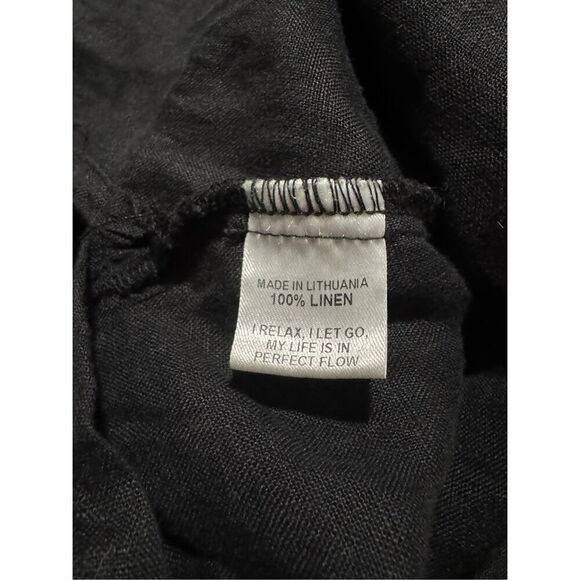 MADE IN LITHUANIA
100% LINEN
I RELAX, I LET GO,
MY LIFE IS IN
PERFECT FLOW